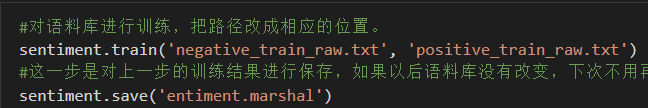 #对语料库进行训练，把路径改成相应的位置。
sentiment.train('negative_train_raw.txt', 'positive_train_raw.txt')
#这一步是对上一步的训练结果进行保存，如果以后语料库没有改变，下次不用
sentiment.save('entiment.marshal')